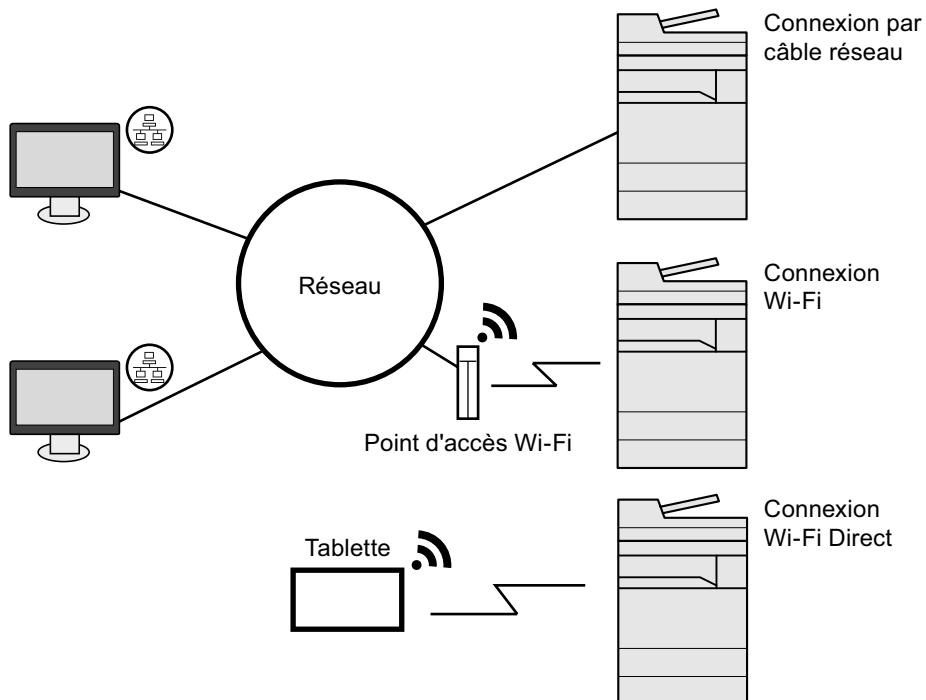 Connexion par
câble réseau
Réseau
Connexion
Wi-Fi
Point d'accès Wi-Fi
Connexion
Wi-Fi Direct
Tablette